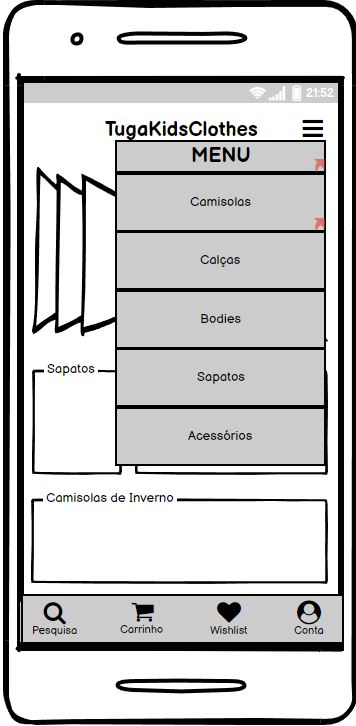 21:52
TugaKidsClothes
MENU
Camisolas
Calças
Bodies
Sapatos
Acessórios
Sapatos
Camisolas de Inverno
Pesquisa
Carrinho
Wishlist
Conta